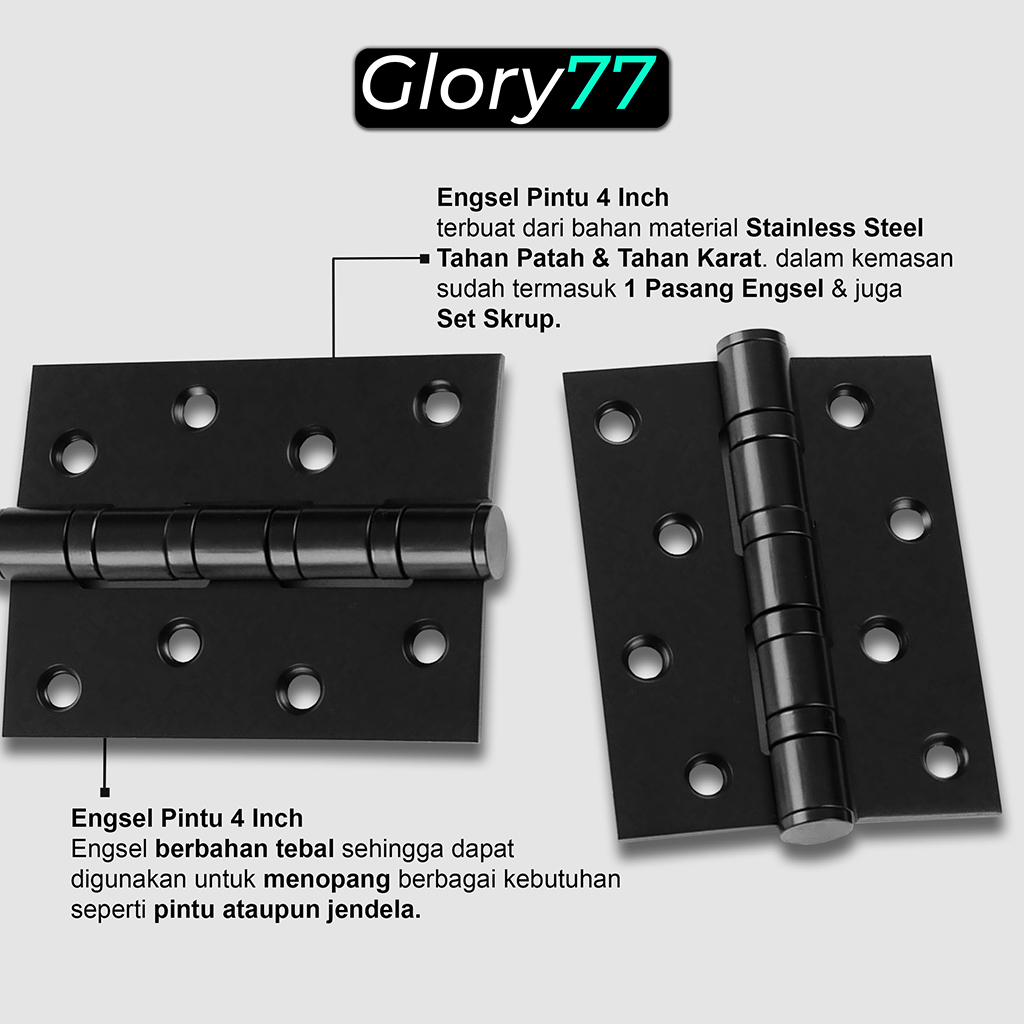 Glory77
Engsel Pintu 4 Inch
terbuat dari bahan material Stainless Steel
Tahan Patah & Tahan Karat. dalam kemasan
sudah termasuk 1 Pasang Engsel & juga
Set Skrup.
Engsel Pintu 4 Inch
Engsel berbahan tebal sehingga dapat
digunakan untuk menopang berbagai kebutuhan
seperti pintu ataupun jendela.